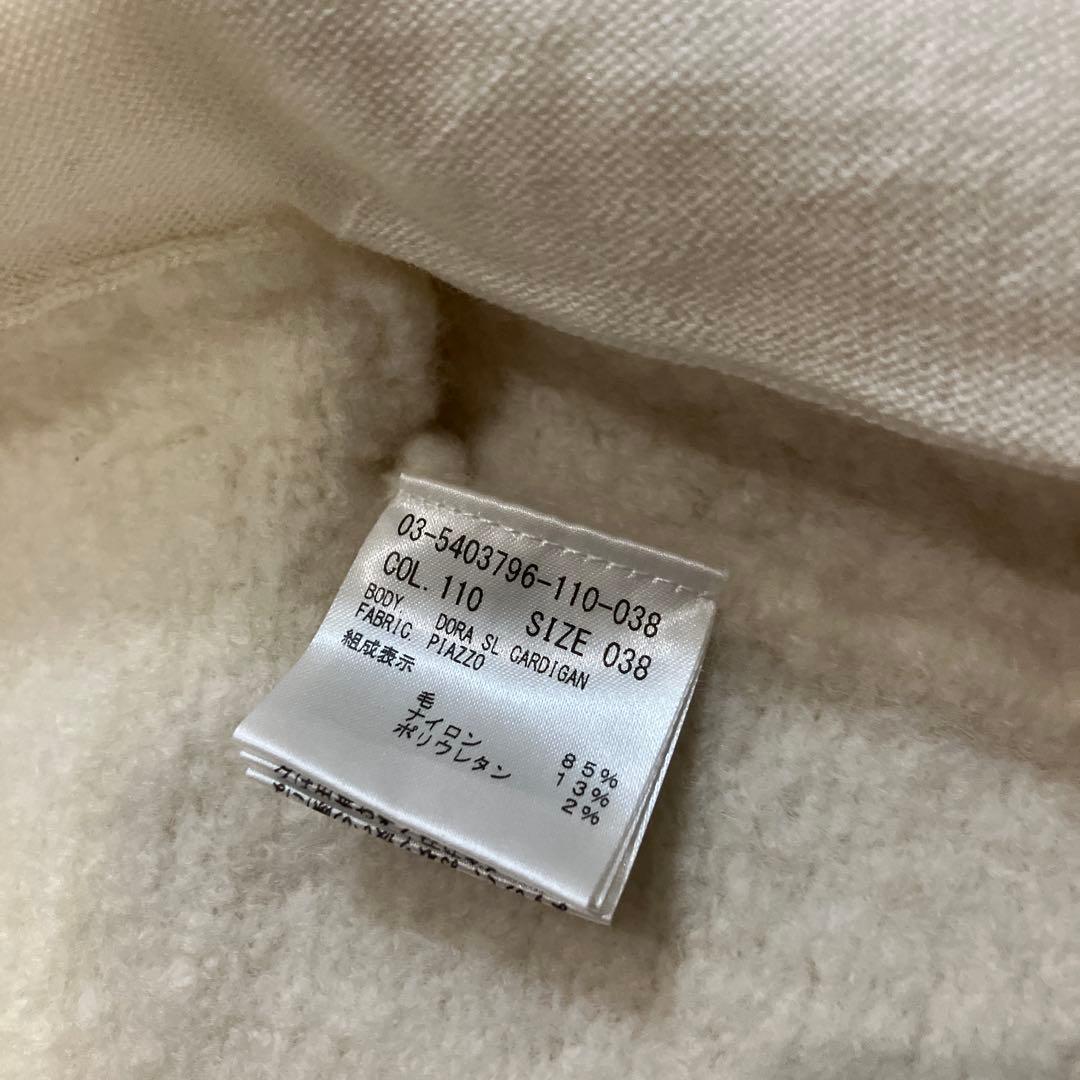 03-5403796-110-038
COL. 110 SIZE 038
BODY. DORA SL CARDIGAN
FABRIC PIAZZO
組成表示
毛 85%
ナイロン 13%
ポリウレタン 2%